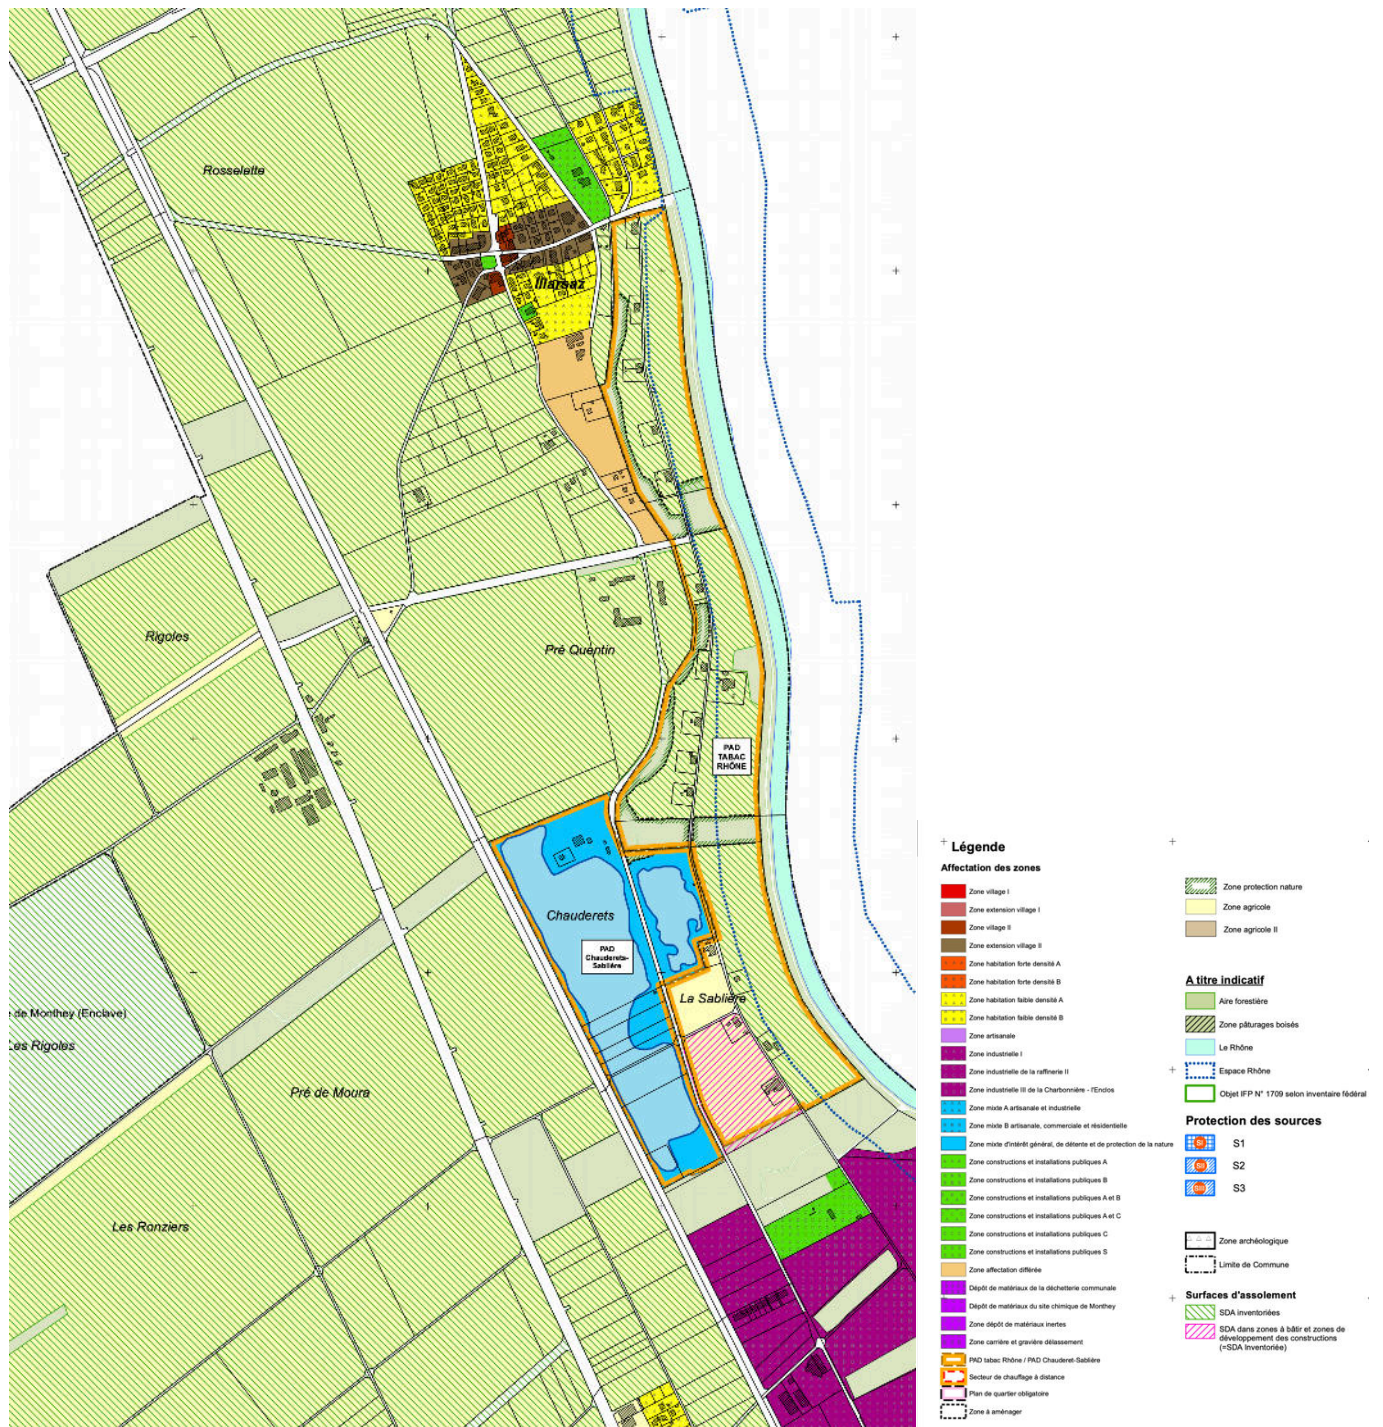 Rosselette
Illarsaz
Rigoles
Pré Quentin
PAD
TABAC
RHÔNE
Chauderets
PAD
Chauderets-
Sablière
La Sablière
e de Monthey (Enclave)
Les Rigoles
Pré de Moura
Les Ronziers
Légende
Affectation des zones
Zone village I
Zone extension village I
Zone village II
Zone extension village II
Zone habitation forte densité A
Zone habitation forte densité B
Zone habitation faible densité A
Zone habitation faible densité B
Zone artisanale
Zone industrielle I
Zone industrielle de la raffinerie II
Zone industrielle III de la Charbonnière - l'Enclos
Zone mixte A artisanale et industrielle
Zone mixte B artisanale, commerciale et résidentielle
Zone mixte d'intérêt général, de détente et de protection de la nature
Zone constructions et installations publiques A
Zone constructions et installations publiques B
Zone constructions et installations publiques A et B
Zone constructions et installations publiques A et C
Zone constructions et installations publiques C
Zone constructions et installations publiques S
Zone affectation différée
Dépôt de matériaux de la déchetterie communale
Dépôt de matériaux du site chimique de Monthey
Zone dépôt de matériaux inertes
Zone carrière et gravière délassement
PAD tabac Rhône / PAD Chauderet-Sablière
Secteur de chauffage à distance
Plan de quartier obligatoire
Zone à aménager
Zone protection nature
Zone agricole
Zone agricole II
A titre indicatif
Aire forestière
Zone pâturages boisés
Le Rhône
Espace Rhône
Objet IFP N° 1709 selon inventaire fédéral
Protection des sources
SI S1
SII S2
SIII S3
Zone archéologique
Limite de Commune
Surfaces d'assolement
SDA inventoriées
SDA dans zones à bâtir et zones de
développement des constructions
(=SDA Inventoriée)